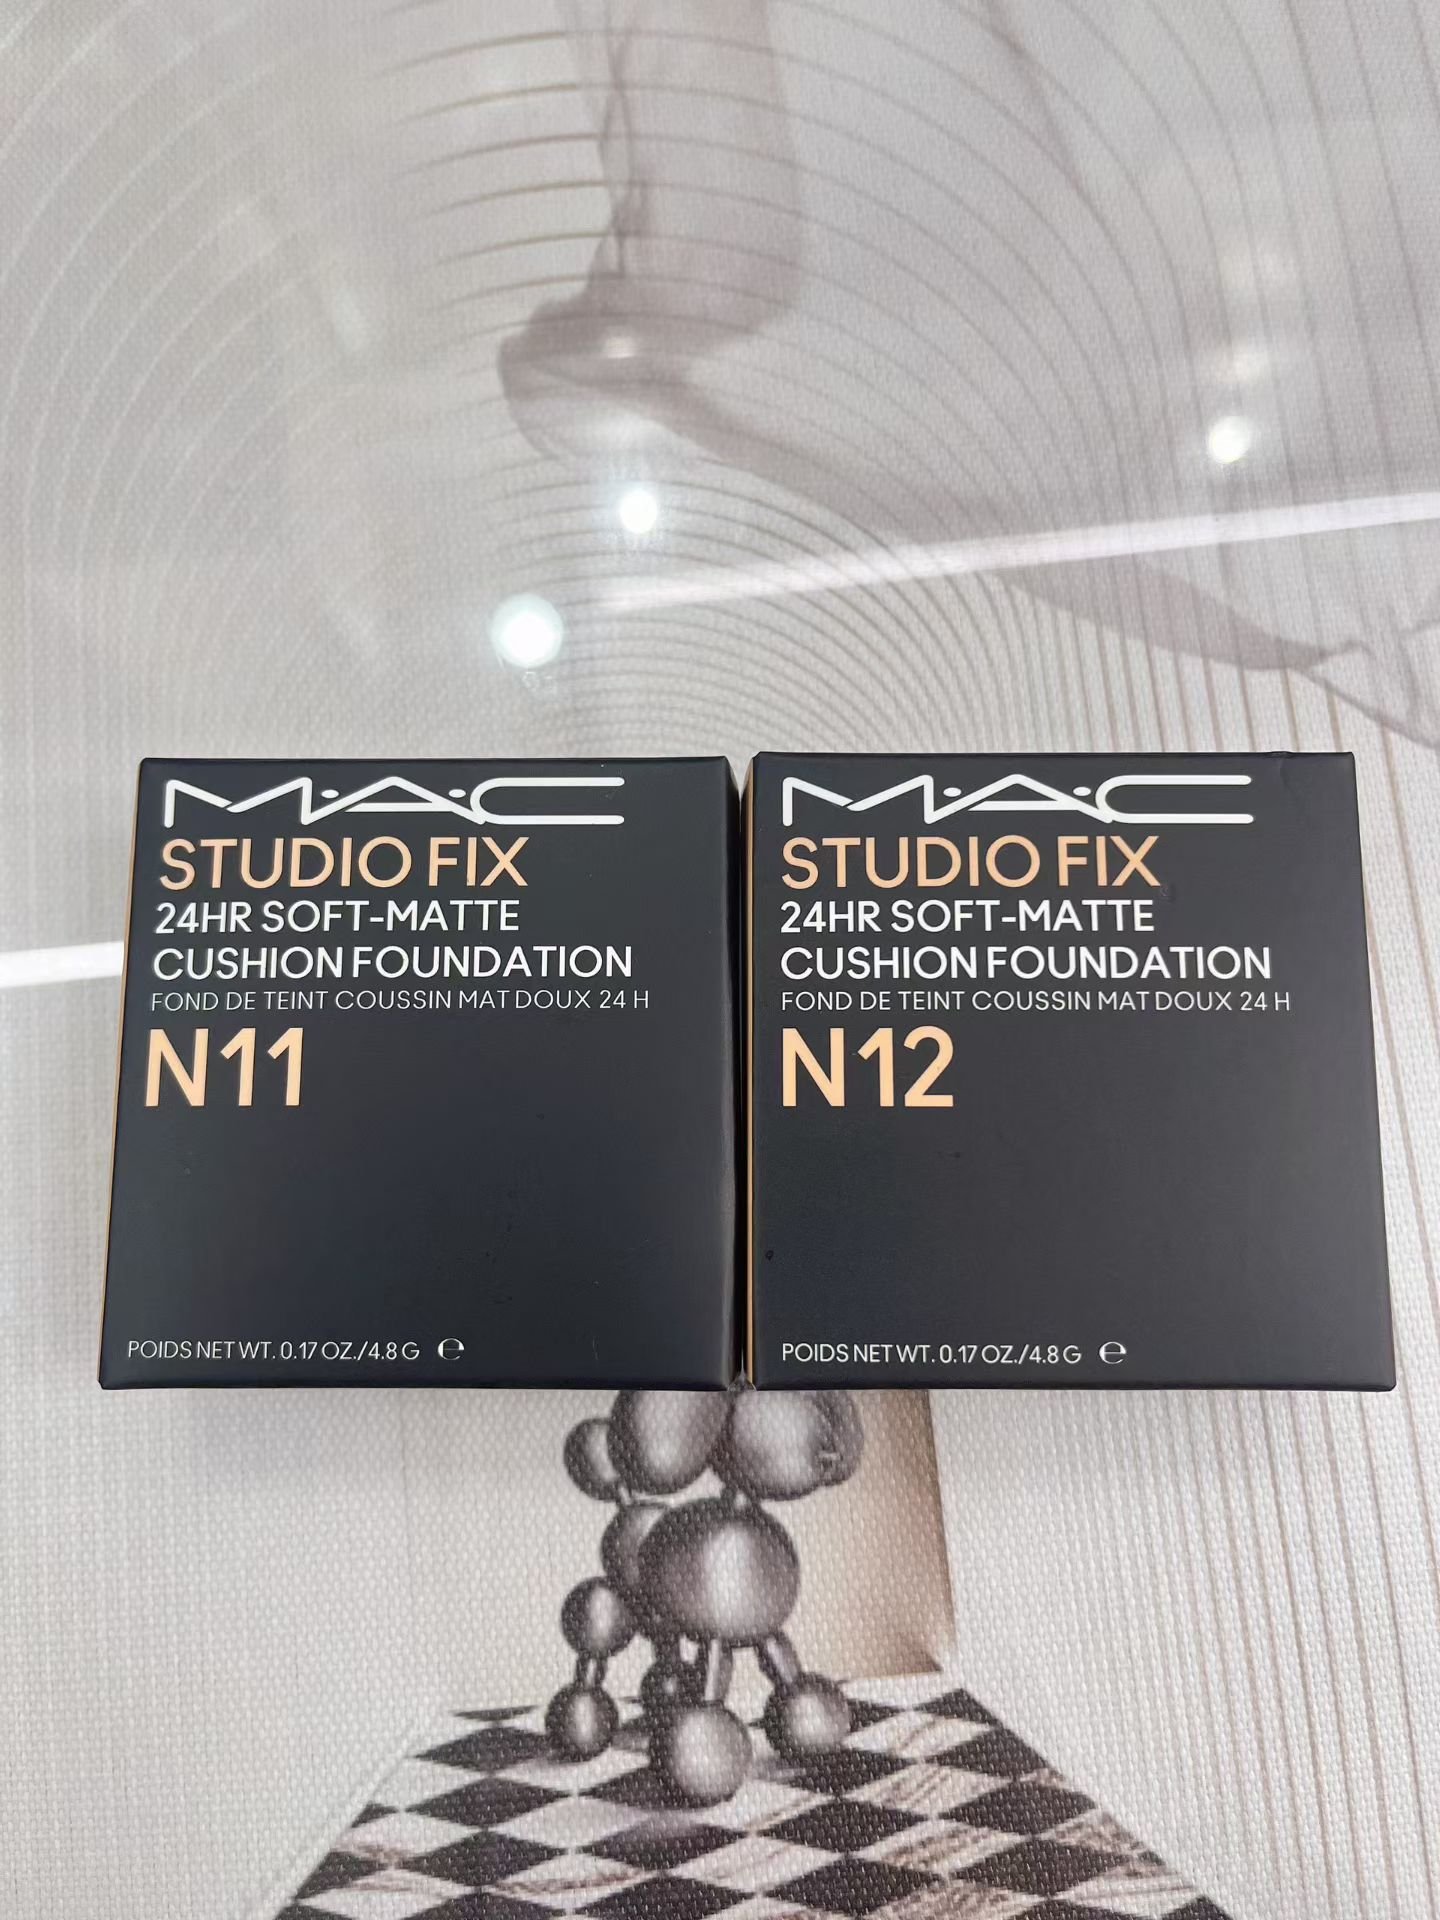 M·A·C
STUDIO FIX
24HR SOFT-MATTE
CUSHION FOUNDATION
FOND DE TEINT COUSSIN MAT DOUX 24 H
N11
POIDS NET WT. 0.17 OZ./4.8 G ℮
M·A·C
STUDIO FIX
24HR SOFT-MATTE
CUSHION FOUNDATION
FOND DE TEINT COUSSIN MAT DOUX 24 H
N12
POIDS NET WT. 0.17 OZ./4.8 G ℮